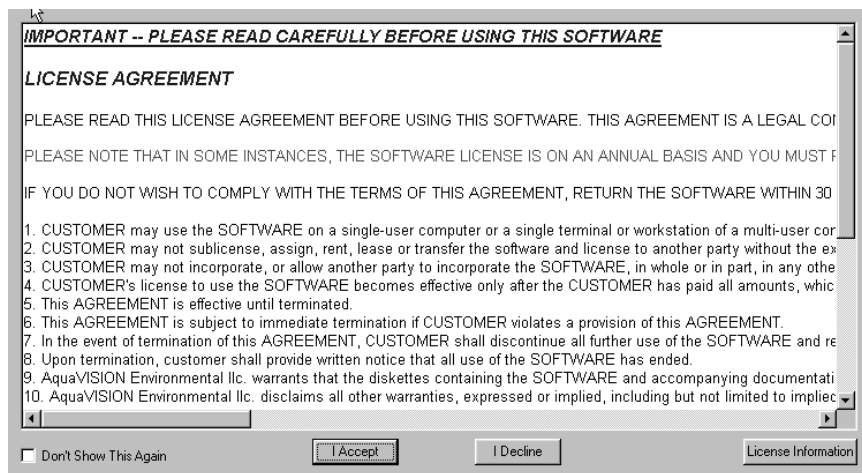 IMPORTANT -- PLEASE READ CAREFULLY BEFORE USING THIS SOFTWARE
LICENSE AGREEMENT
PLEASE READ THIS LICENSE AGREEMENT BEFORE USING THIS SOFTWARE. THIS AGREEMENT IS A LEGAL
PLEASE NOTE THAT IN SOME INSTANCES, THE SOFTWARE LICENSE IS ON AN ANNUAL BASIS AND YOU MUST
IF YOU DO NOT WISH TO COMPLY WITH THE TERMS OF THIS AGREEMENT, RETURN THE SOFTWARE WITHIN 30
1. CUSTOMER may use the SOFTWARE on a single-user computer or a single terminal or workstation of a multi-user
2. CUSTOMER may not sublicense, assign, rent, lease or transfer the software and license to another party without the
3. CUSTOMER may not incorporate, or allow another party to incorporate the SOFTWARE, in whole or in part, in any
4. CUSTOMER's license to use the SOFTWARE becomes effective only after the CUSTOMER has paid all amounts,
5. This AGREEMENT is effective until terminated.
6. This AGREEMENT is subject to immediate termination if CUSTOMER violates a provision of this AGREEMENT.
7. In the event of termination of this AGREEMENT, CUSTOMER shall discontinue all further use of the SOFTWARE and
8. Upon termination, customer shall provide written notice that all use of the SOFTWARE has ended.
9. AquaVISION Environmental llc. warrants that the diskettes containing the SOFTWARE and accompanying
10. AquaVISION Environmental llc. disclaims all other warranties, expressed or implied, including but not limited to
Don't Show This Again
I Accept
I Decline
License Information